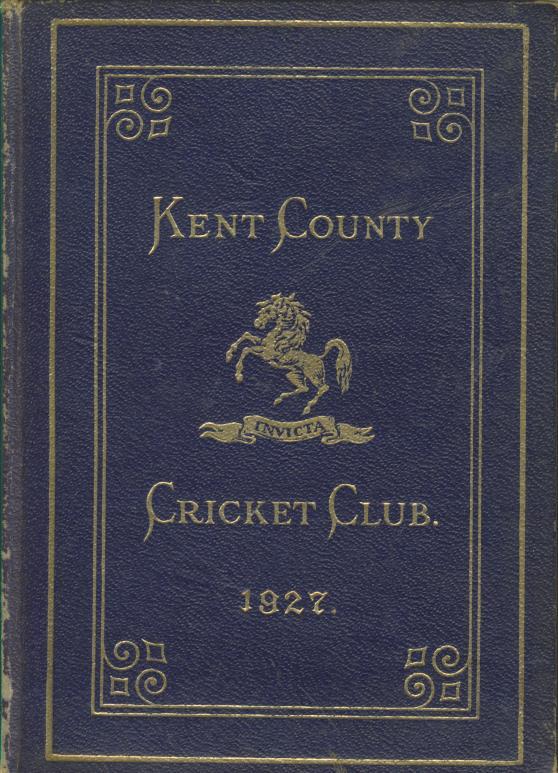 KENT COUNTY
INVICTA
CRICKET CLUB.
1927.